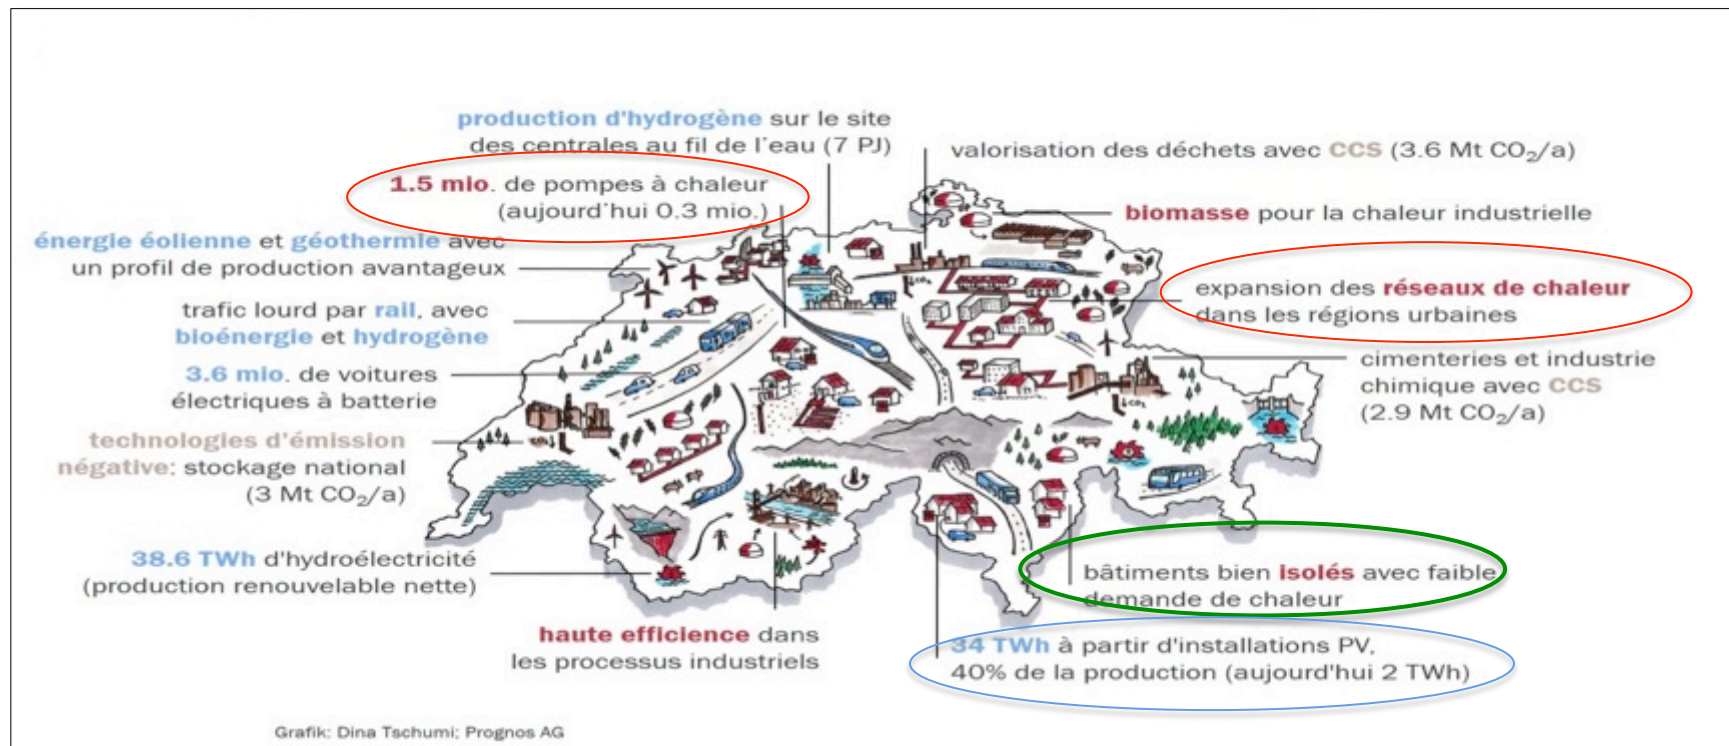 production d'hydrogène sur le site
des centrales au fil de l'eau (7 PJ)
valorisation des déchets avec CCS (3.6 Mt CO₂/a)
1.5 mio. de pompes à chaleur
(aujourd'hui 0.3 mio.)
biomasse pour la chaleur industrielle
énergie éolienne et géothermie avec
un profil de production avantageux
expansion des réseaux de chaleur
dans les régions urbaines
trafic lourd par rail, avec
bioénergie et hydrogène
cimenteries et industrie
chimique avec CCS
(2.9 Mt CO₂/a)
3.6 mio. de voitures
électriques à batterie
technologies d'émission
négative: stockage national
(3 Mt CO₂/a)
38.6 TWh d'hydroélectricité
(production renouvelable nette)
bâtiments bien isolés avec faible
demande de chaleur
haute efficience dans
les processus industriels
34 TWh à partir d'installations PV,
40% de la production (aujourd'hui 2 TWh)
Grafik: Dina Tschumi; Prognos AG